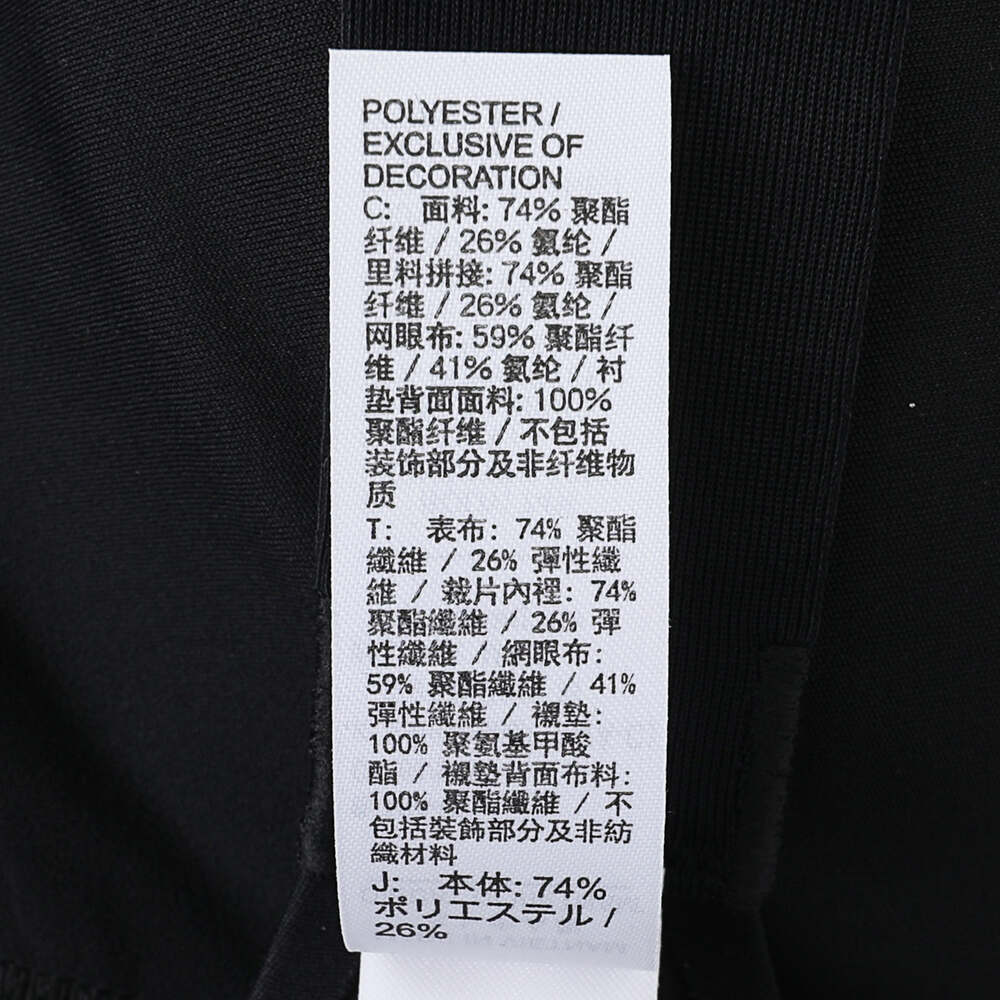 POLYESTER /
EXCLUSIVE OF
DECORATION
C: 面料: 74% 聚酯
纤维 / 26% 氨纶 /
里料拼接: 74% 聚酯
纤维 / 26% 氨纶 /
网眼布: 59% 聚酯纤
维 / 41% 氨纶 / 衬
垫背面面料: 100%
聚酯纤维 / 不包括
装饰部分及非纤维物
质
T: 表布: 74% 聚酯
纖維 / 26% 彈性纖
維 / 裁片內裡: 74%
聚酯纖維 / 26% 彈
性纖維 / 網眼布:
59% 聚酯纖維 / 41%
彈性纖維 / 襯墊:
100% 聚氨基甲酸
酯 / 襯墊背面布料:
100% 聚酯纖維 / 不
包括裝飾部分及非紡
織材料
J: 本体: 74%
ポリエステル /
26%